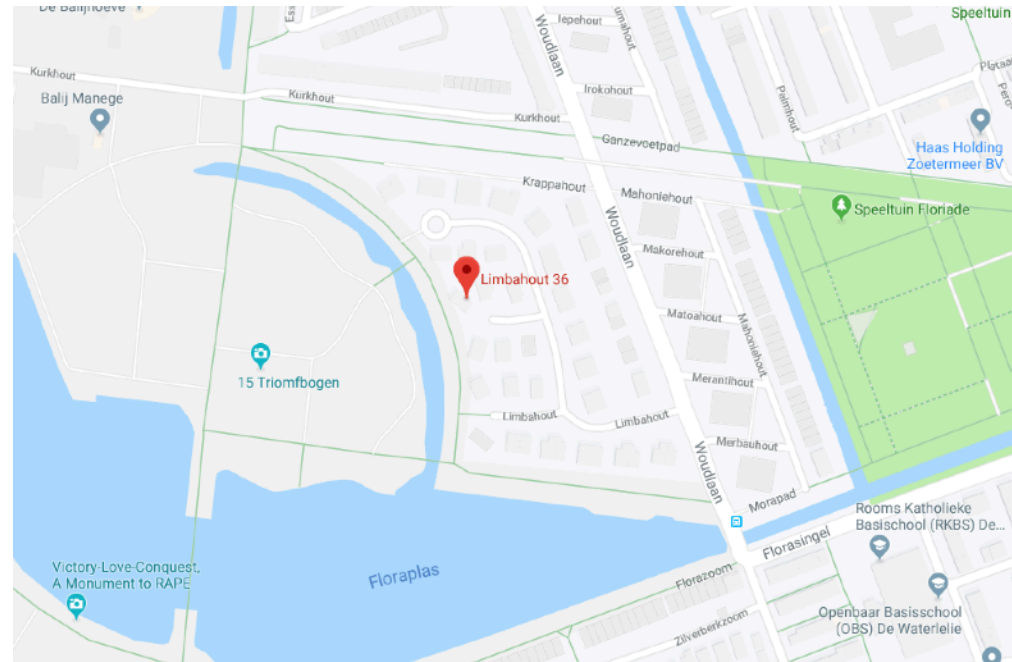 De Balijhoeve
Iepehout
Woudlaan
Speeltuin
Kurkhout
Balij Manege
Kurkhout
Irokohout
Palmhout
Kurkhout
Ganzevoetpad
Haas Holding
Zoetermeer BV
Krappahout
Mahoniehout
Speeltuin Floriade
Woudlaan
Makorehout
Limbahout 36
Matoahout
Mahoniehout
15 Triomfbogen
Merantihout
Limbahout
Limbahout
Merbauhout
Woudlaan
Morapad
Rooms Katholieke
Basischool (RKBS) De...
Florasingel
Victory-Love-Conquest,
A Monument to RAPE
Floraplas
Florazoom
Openbaar Basisschool
(OBS) De Waterlelie
Zilverberkzoom